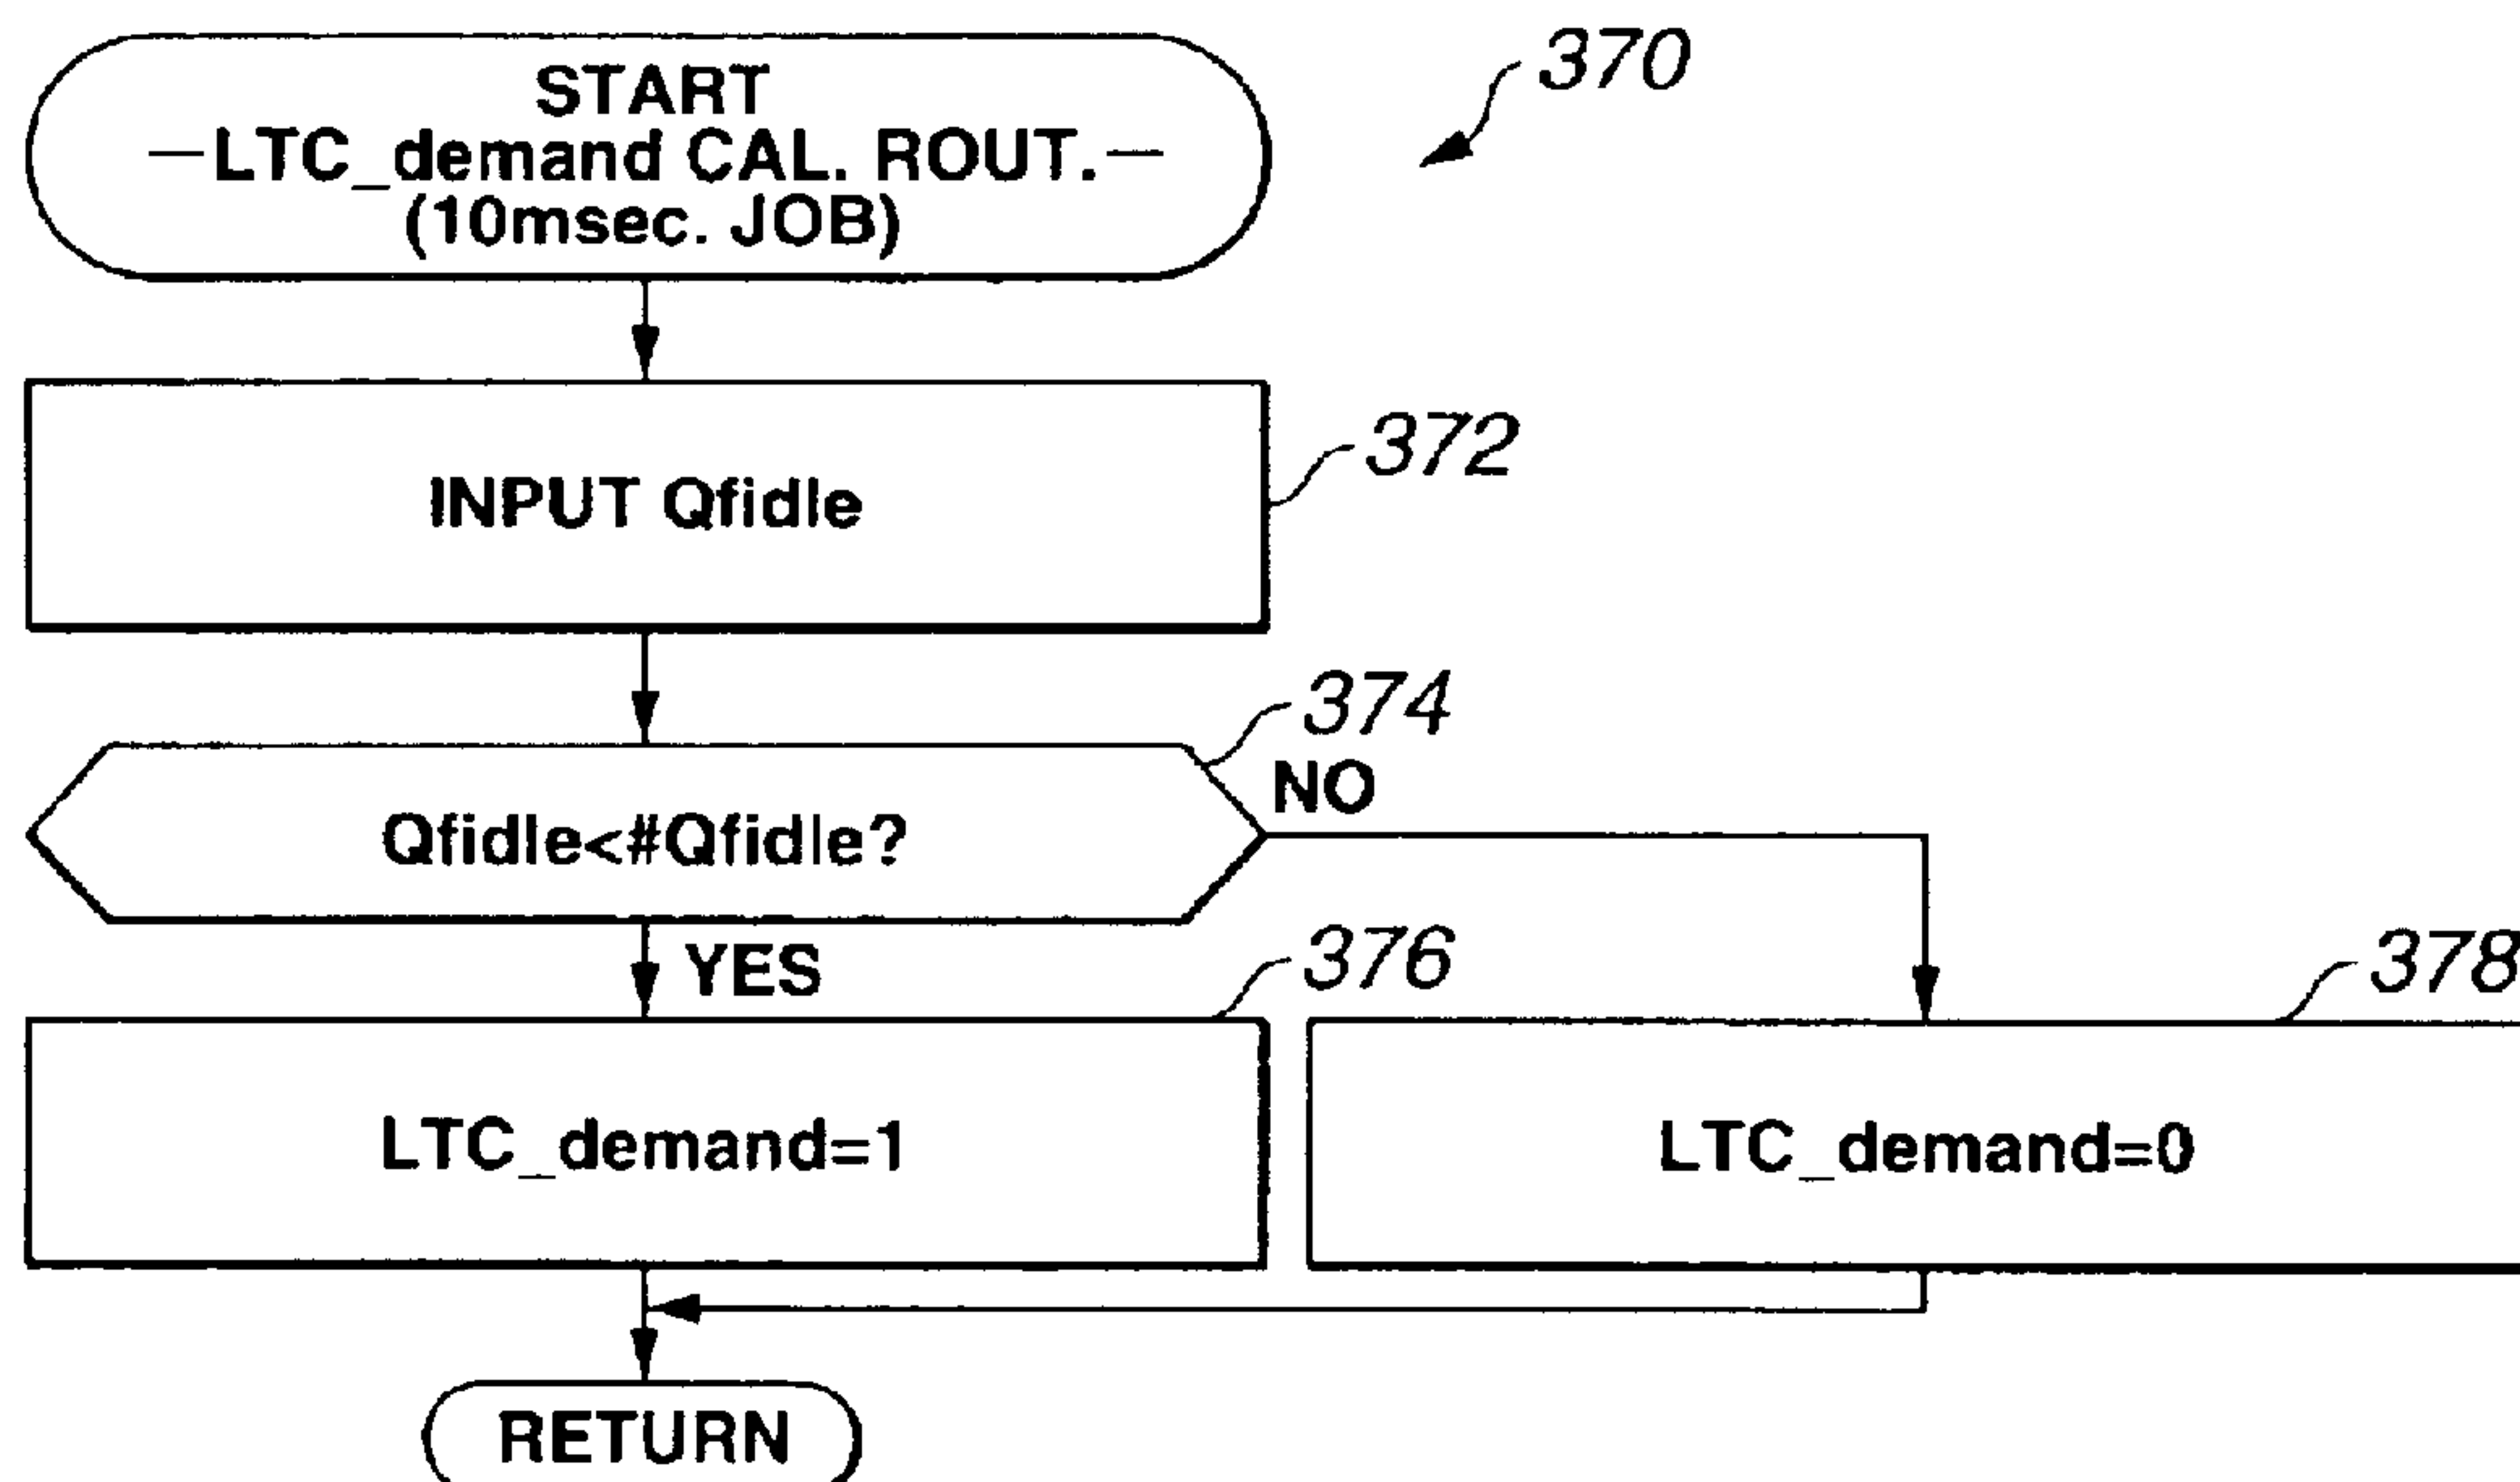 START
—LTC_demand CAL. ROUT.—
(10msec. JOB)
370
INPUT Qfidle
372
374
Qfidle<#Qfidle?
NO
YES
376
378
LTC_demand=1
LTC_demand=0
RETURN